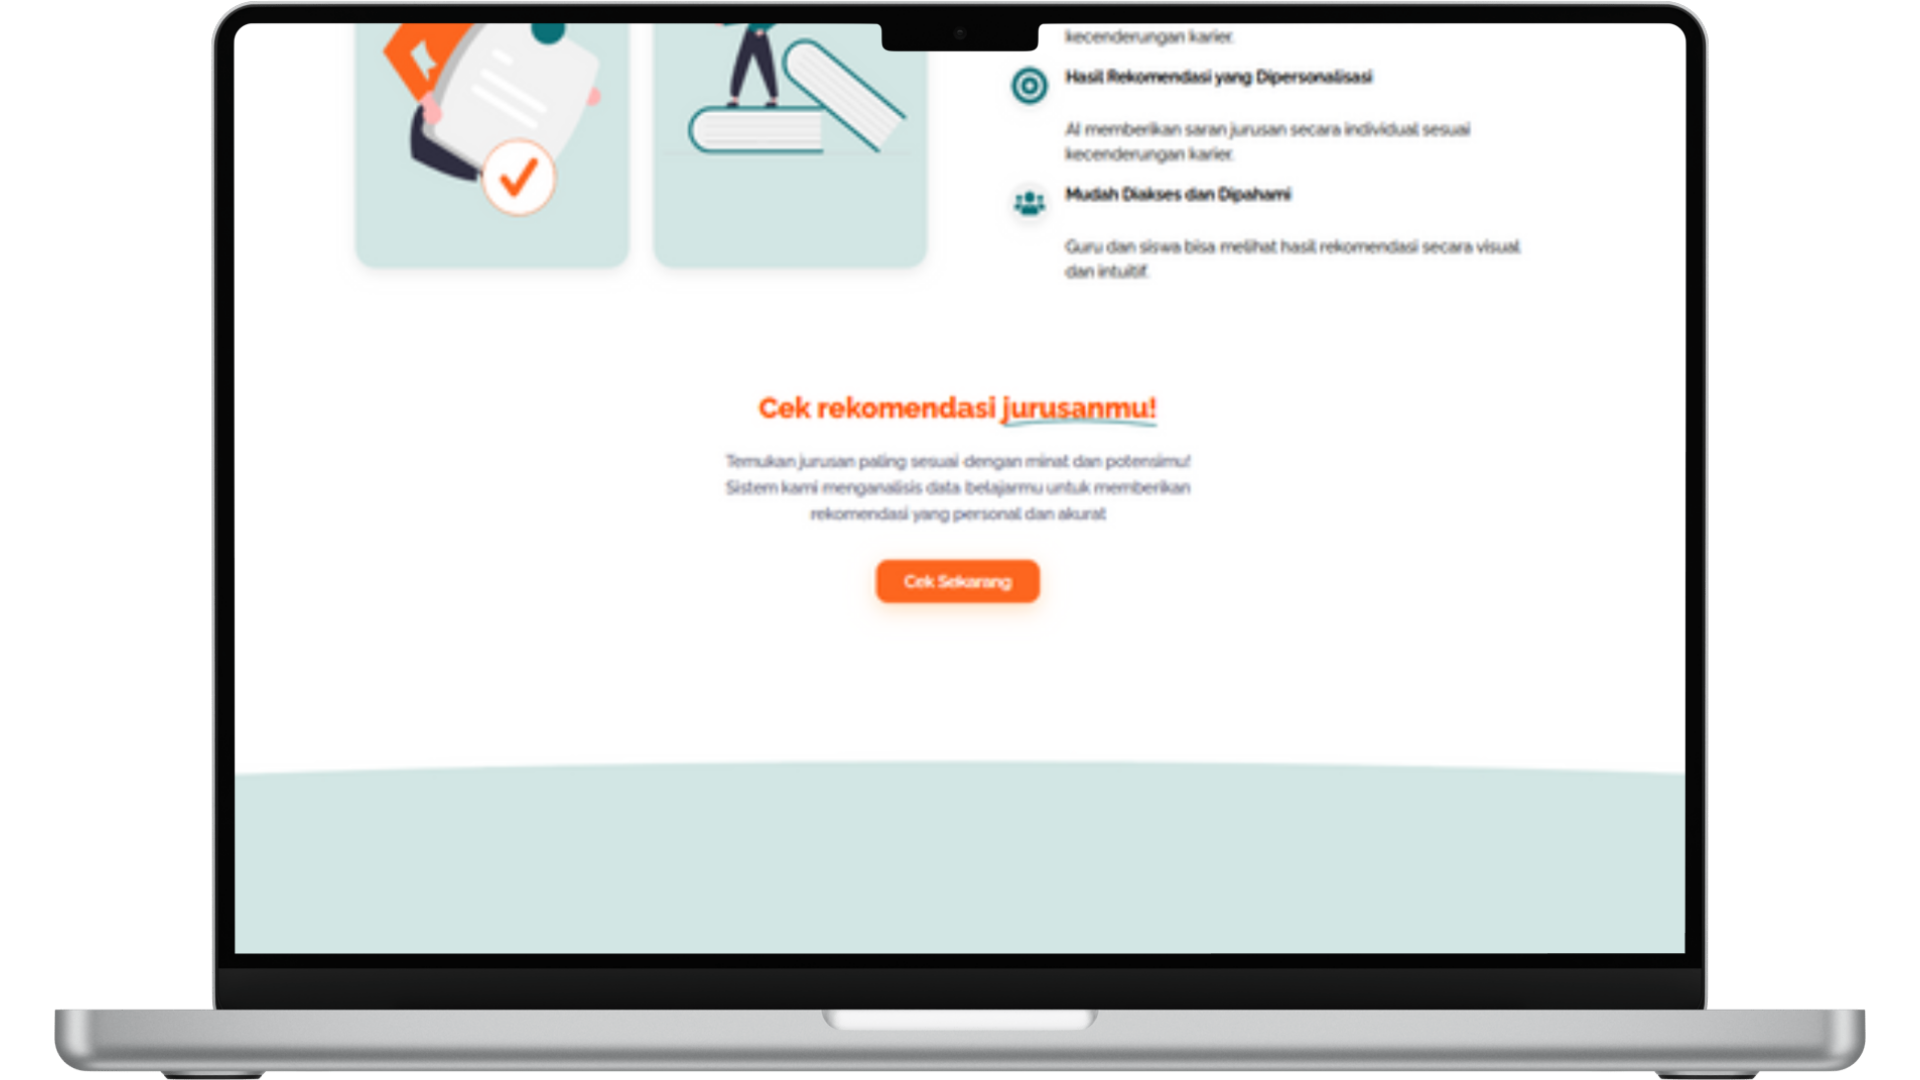 kecenderungan karier.
Hasil Rekomendasi yang Dipersonalisasi
AI memberikan saran jurusan secara individual sesuai
kecenderungan karier.
Mudah Diakses dan Dipahami
Guru dan siswa bisa melihat hasil rekomendasi secara visual
dan intuitif.
Cek rekomendasi jurusanmu!
Temukan jurusan paling sesuai dengan minat dan potensimu!
Sistem kami menganalisis data belajarmu untuk memberikan
rekomendasi yang personal dan akurat
Cek Sekarang